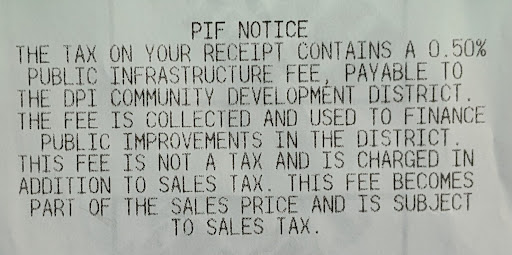 PIF NOTICE
THE TAX ON YOUR RECEIPT CONTAINS A 0.50%
PUBLIC INFRASTRUCTURE FEE, PAYABLE TO
THE DPI COMMUNITY DEVELOPMENT DISTRICT.
THE FEE IS COLLECTED AND USED TO FINANCE
PUBLIC IMPROVEMENTS IN THE DISTRICT.
THIS FEE IS NOT A TAX AND IS CHARGED IN
ADDITION TO SALES TAX. THIS FEE BECOMES
PART OF THE SALES PRICE AND IS SUBJECT
TO SALES TAX.